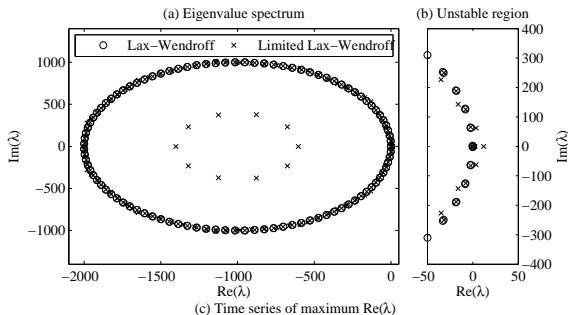 (a) Eigenvalue spectrum
(b) Unstable region
Lax−Wendroff
Limited Lax−Wendroff
1000
500
0
−500
−1000
Im(λ)
−2000
−1500
−1000
−500
0
Re(λ)
400
300
200
100
0
−100
−200
−300
−400
Im(λ)
−50
0
50
Re(λ)
(c) Time series of maximum Re(λ)